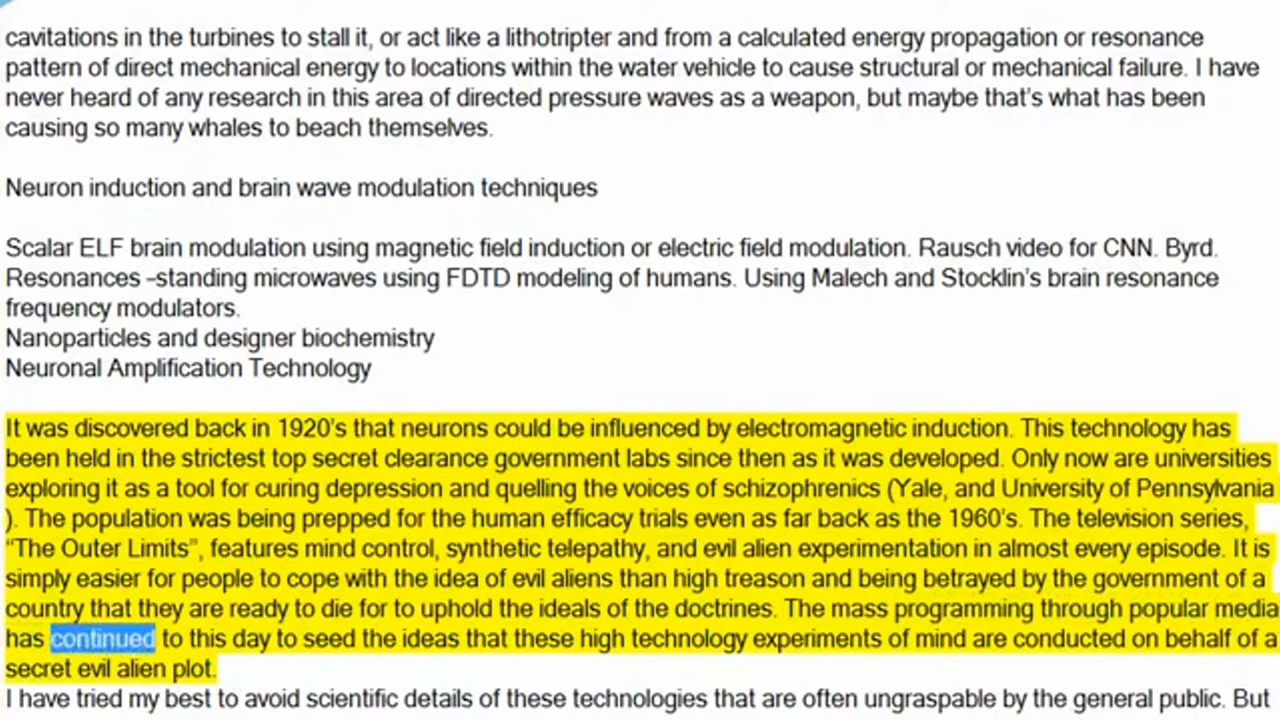 cavitations in the turbines to stall it, or act like a lithotripter and from a calculated energy propagation or resonance
pattern of direct mechanical energy to locations within the water vehicle to cause structural or mechanical failure. I have
never heard of any research in this area of directed pressure waves as a weapon, but maybe that’s what has been
causing so many whales to beach themselves.
Neuron induction and brain wave modulation techniques
Scalar ELF brain modulation using magnetic field induction or electric field modulation. Rausch video for CNN. Byrd.
Resonances –standing microwaves using FDTD modeling of humans. Using Malech and Stocklin’s brain resonance
frequency modulators.
Nanoparticles and designer biochemistry
Neuronal Amplification Technology
It was discovered back in 1920’s that neurons could be influenced by electromagnetic induction. This technology has
been held in the strictest top secret clearance government labs since then as it was developed. Only now are universities
exploring it as a tool for curing depression and quelling the voices of schizophrenics (Yale, and University of Pennsylvania
). The population was being prepped for the human efficacy trials even as far back as the 1960’s. The television series,
“The Outer Limits”, features mind control, synthetic telepathy, and evil alien experimentation in almost every episode. It is
simply easier for people to cope with the idea of evil aliens than high treason and being betrayed by the government of a
country that they are ready to die for to uphold the ideals of the doctrines. The mass programming through popular media
has continued to this day to seed the ideas that these high technology experiments of mind are conducted on behalf of a
secret evil alien plot.
I have tried my best to avoid scientific details of these technologies that are often ungraspable by the general public. But